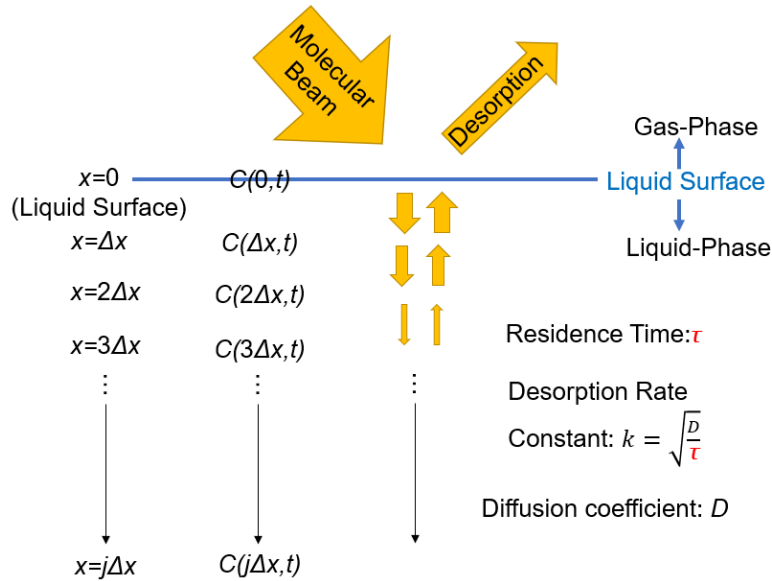 Molecular
Beam
Desorption
Gas-Phase
x=0
C(0,t)
Liquid Surface
(Liquid Surface)
x=Δx
C(Δx,t)
Liquid-Phase
x=2Δx
C(2Δx,t)
x=3Δx
C(3Δx,t)
Residence Time:τ
⋮ ⋮ ⋮
Desorption Rate
Constant: k = √(D/τ)
Diffusion coefficient: D
x=jΔx
C(jΔx,t)